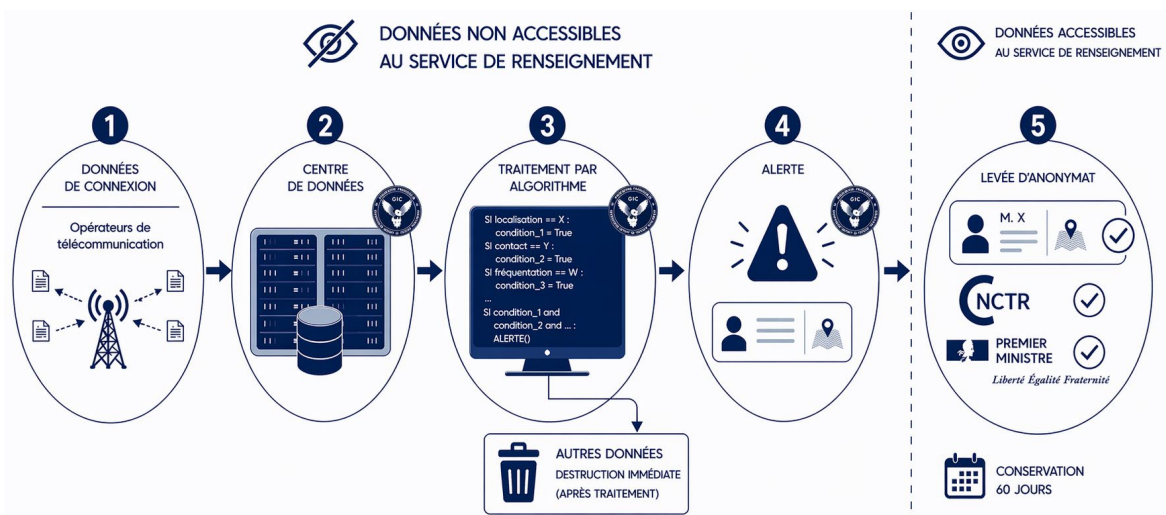 DONNÉES NON ACCESSIBLES
AU SERVICE DE RENSEIGNEMENT
DONNÉES ACCESSIBLES
AU SERVICE DE RENSEIGNEMENT
1
DONNÉES
DE CONNEXION
Opérateurs de
télécommunication
2
CENTRE
DE DONNÉES
GIC
3
TRAITEMENT PAR
ALGORITHME
GIC
SI localisation == X :
condition_1 = True
SI contact == Y :
condition_2 = True
SI fréquentation == W :
condition_3 = True
...
SI condition_1 and
condition_2 and ... :
ALERTE()
AUTRES DONNÉES
DESTRUCTION IMMÉDIATE
(APRÈS TRAITEMENT)
4
ALERTE
GIC
5
LEVÉE D'ANONYMAT
M. X
CNCTR
PREMIER
MINISTRE
Liberté Égalité Fraternité
CONSERVATION
60 JOURS